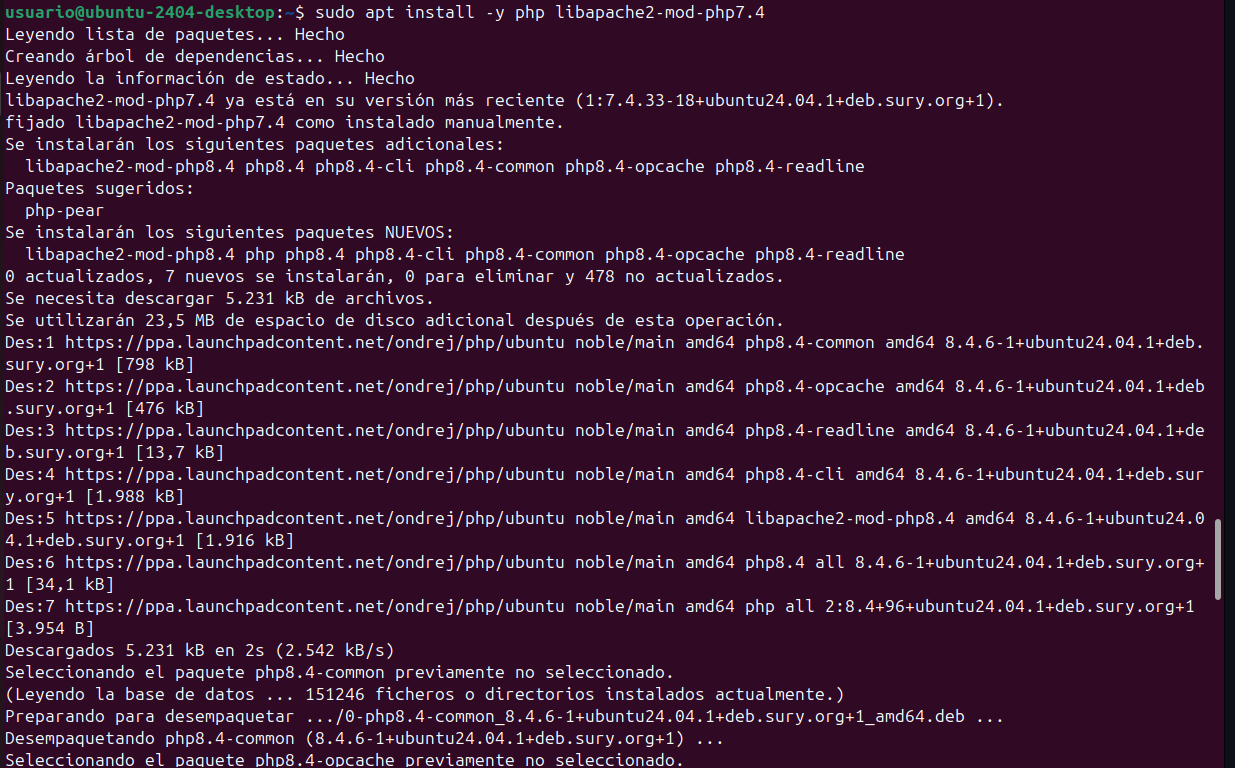 usuario@ubuntu-2404-desktop:~$ sudo apt install -y php libapache2-mod-php7.4
Leyendo lista de paquetes... Hecho
Creando árbol de dependencias... Hecho
Leyendo la información de estado... Hecho
libapache2-mod-php7.4 ya está en su versión más reciente (1:7.4.33-18+ubuntu24.04.1+deb.sury.org+1).
fijado libapache2-mod-php7.4 como instalado manualmente.
Se instalarán los siguientes paquetes adicionales:
  libapache2-mod-php8.4 php8.4 php8.4-cli php8.4-common php8.4-opcache php8.4-readline
Paquetes sugeridos:
  php-pear
Se instalarán los siguientes paquetes NUEVOS:
  libapache2-mod-php8.4 php php8.4 php8.4-cli php8.4-common php8.4-opcache php8.4-readline
0 actualizados, 7 nuevos se instalarán, 0 para eliminar y 478 no actualizados.
Se necesita descargar 5.231 kB de archivos.
Se utilizarán 23,5 MB de espacio de disco adicional después de esta operación.
Des:1 https://ppa.launchpadcontent.net/ondrej/php/ubuntu noble/main amd64 php8.4-common amd64 8.4.6-1+ubuntu24.04.1+deb.
sury.org+1 [798 kB]
Des:2 https://ppa.launchpadcontent.net/ondrej/php/ubuntu noble/main amd64 php8.4-opcache amd64 8.4.6-1+ubuntu24.04.1+deb
.sury.org+1 [476 kB]
Des:3 https://ppa.launchpadcontent.net/ondrej/php/ubuntu noble/main amd64 php8.4-readline amd64 8.4.6-1+ubuntu24.04.1+de
b.sury.org+1 [13,7 kB]
Des:4 https://ppa.launchpadcontent.net/ondrej/php/ubuntu noble/main amd64 php8.4-cli amd64 8.4.6-1+ubuntu24.04.1+deb.sur
y.org+1 [1.988 kB]
Des:5 https://ppa.launchpadcontent.net/ondrej/php/ubuntu noble/main amd64 libapache2-mod-php8.4 amd64 8.4.6-1+ubuntu24.0
4.1+deb.sury.org+1 [1.916 kB]
Des:6 https://ppa.launchpadcontent.net/ondrej/php/ubuntu noble/main amd64 php8.4 all 8.4.6-1+ubuntu24.04.1+deb.sury.org+
1 [34,1 kB]
Des:7 https://ppa.launchpadcontent.net/ondrej/php/ubuntu noble/main amd64 php all 2:8.4+96+ubuntu24.04.1+deb.sury.org+1
[3.954 B]
Descargados 5.231 kB en 2s (2.542 kB/s)
Seleccionando el paquete php8.4-common previamente no seleccionado.
(Leyendo la base de datos ... 151246 ficheros o directorios instalados actualmente.)
Preparando para desempaquetar .../0-php8.4-common_8.4.6-1+ubuntu24.04.1+deb.sury.org+1_amd64.deb ...
Desempaquetando php8.4-common (8.4.6-1+ubuntu24.04.1+deb.sury.org+1) ...
Seleccionando el paquete php8.4-opcache previamente no seleccionado.